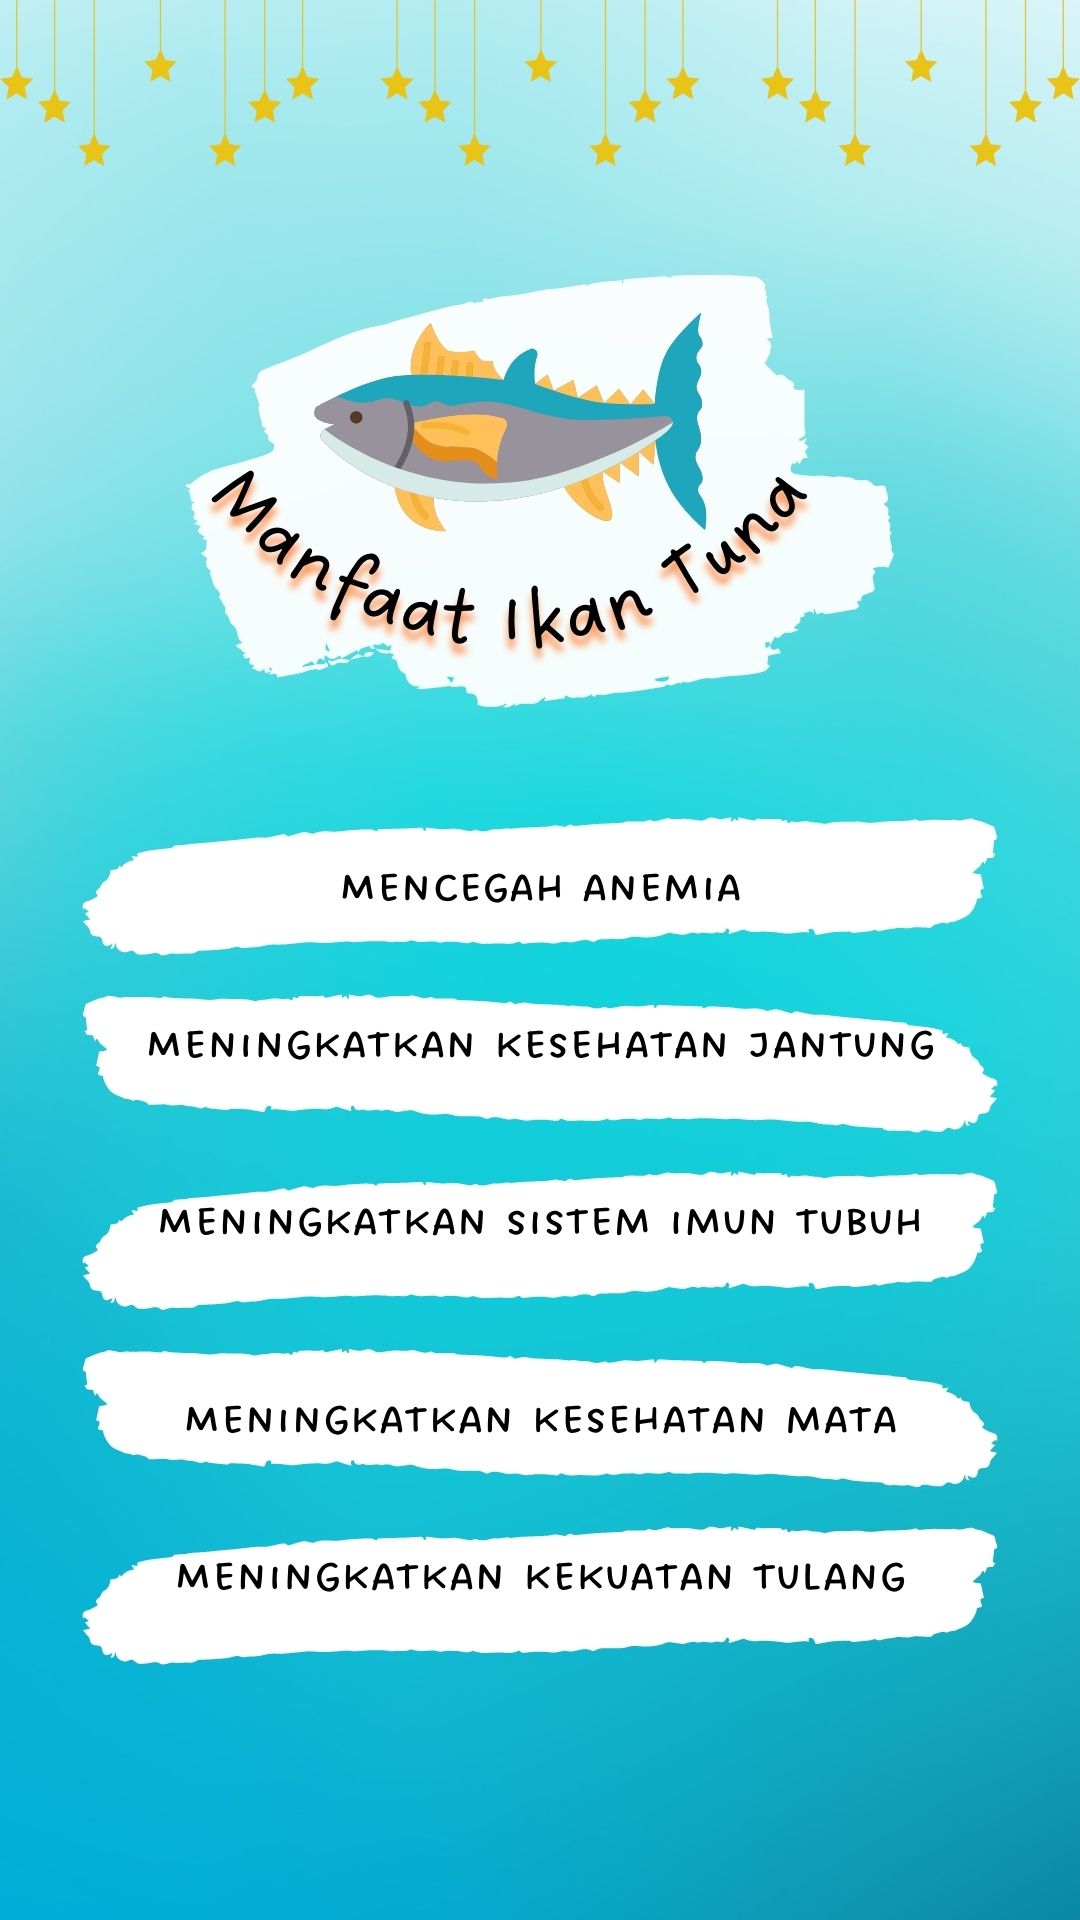 Manfaat Ikan Tuna
MENCEGAH ANEMIA
MENINGKATKAN KESEHATAN JANTUNG
MENINGKATKAN SISTEM IMUN TUBUH
MENINGKATKAN KESEHATAN MATA
MENINGKATKAN KEKUATAN TULANG